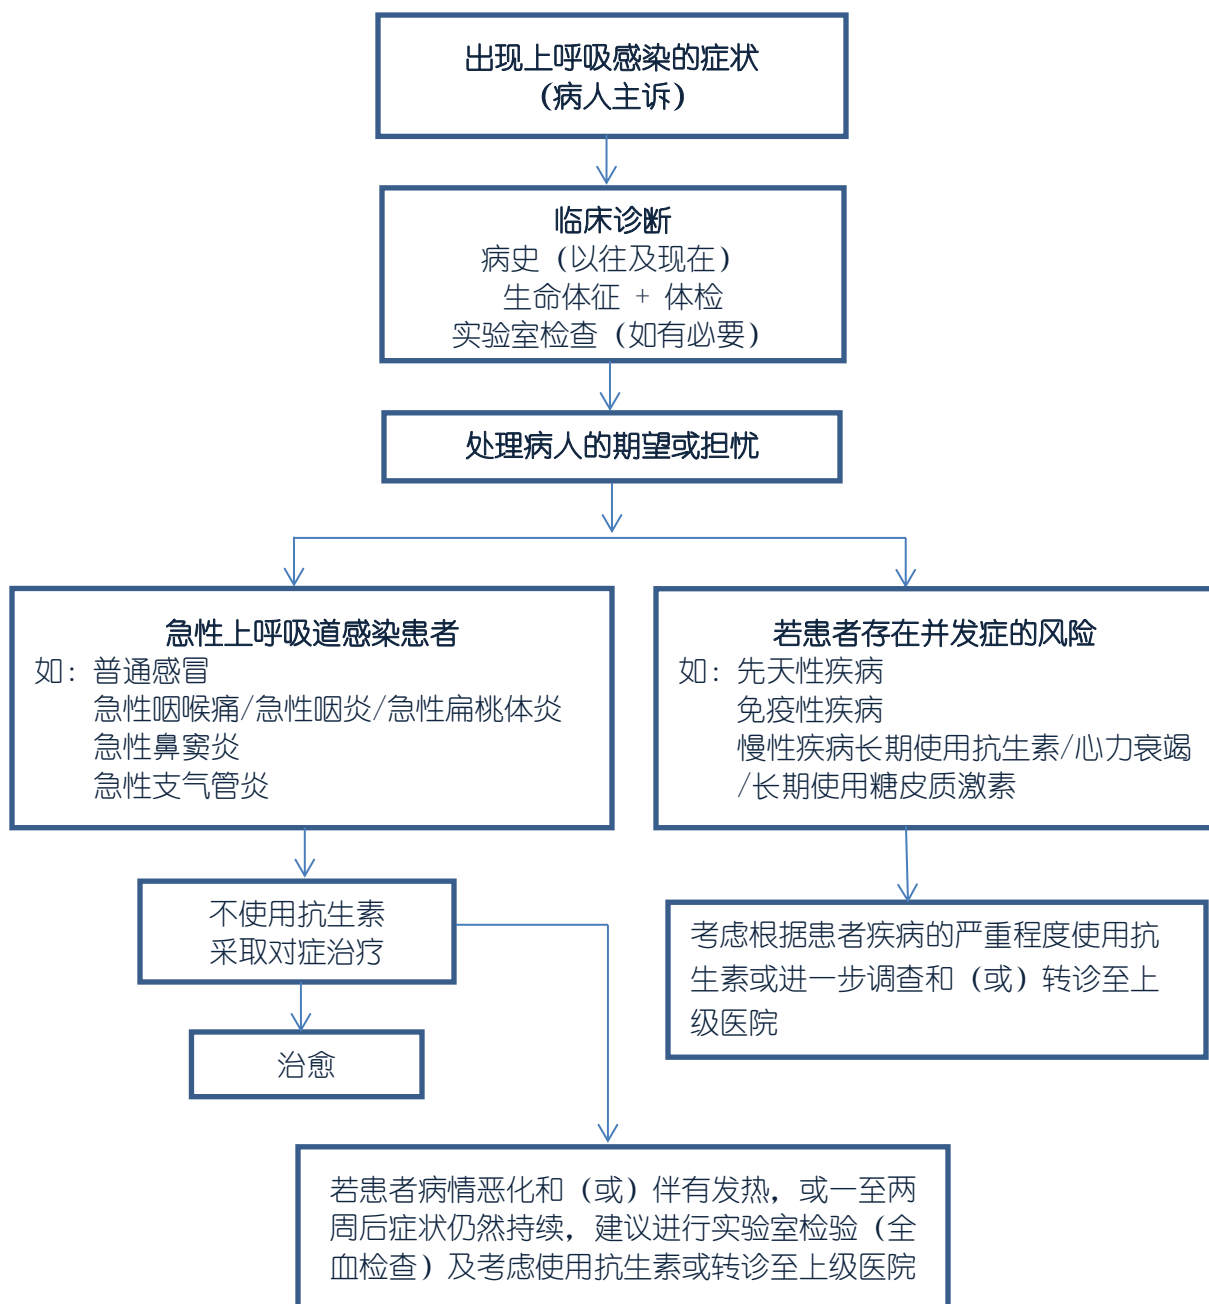 出现上呼吸感染的症状
(病人主诉)
临床诊断
病史（以往及现在）
生命体征 + 体检
实验室检查（如有必要）
处理病人的期望或担忧
急性上呼吸道感染患者
如：普通感冒
急性咽喉痛/急性咽炎/急性扁桃体炎
急性鼻窦炎
急性支气管炎
若患者存在并发症的风险
如：先天性疾病
免疫性疾病
慢性疾病长期使用抗生素/心力衰竭
/长期使用糖皮质激素
不使用抗生素
采取对症治疗
考虑根据患者疾病的严重程度使用抗
生素或进一步调查和（或）转诊至上
级医院
治愈
若患者病情恶化和（或）伴有发热，或一至两
周后症状仍然持续，建议进行实验室检验（全
血检查）及考虑使用抗生素或转诊至上级医院